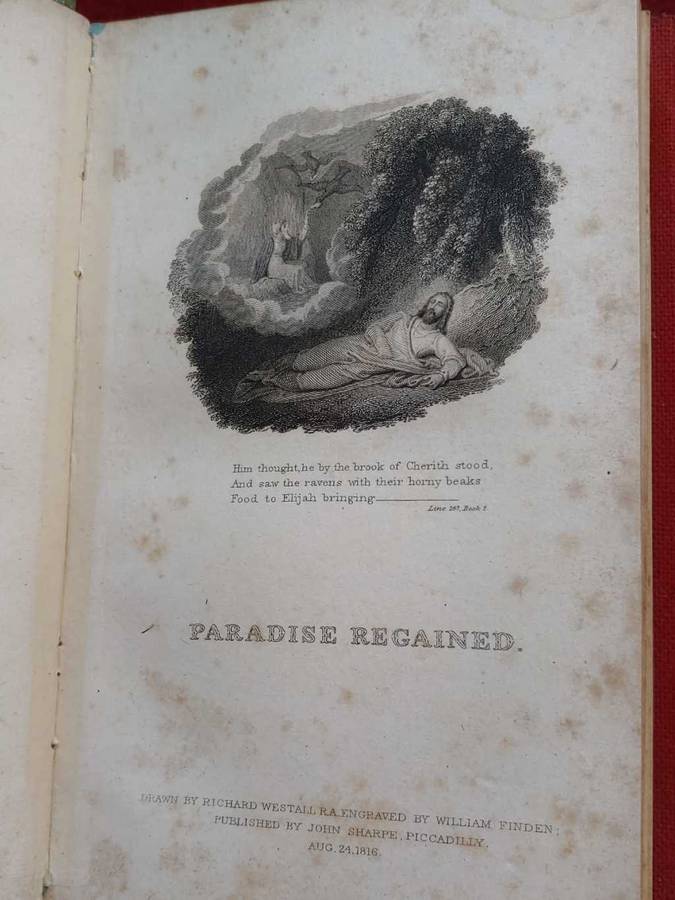 Him thought, he by the brook of Cherith stood,
And saw the ravens with their horny beaks
Food to Elijah bringing
Line 267, Book 2
PARADISE REGAINED.
DRAWN BY RICHARD WESTALL R.A. ENGRAVED BY WILLIAM FINDEN;
PUBLISHED BY JOHN SHARPE, PICCADILLY,
AUG. 24, 1816.